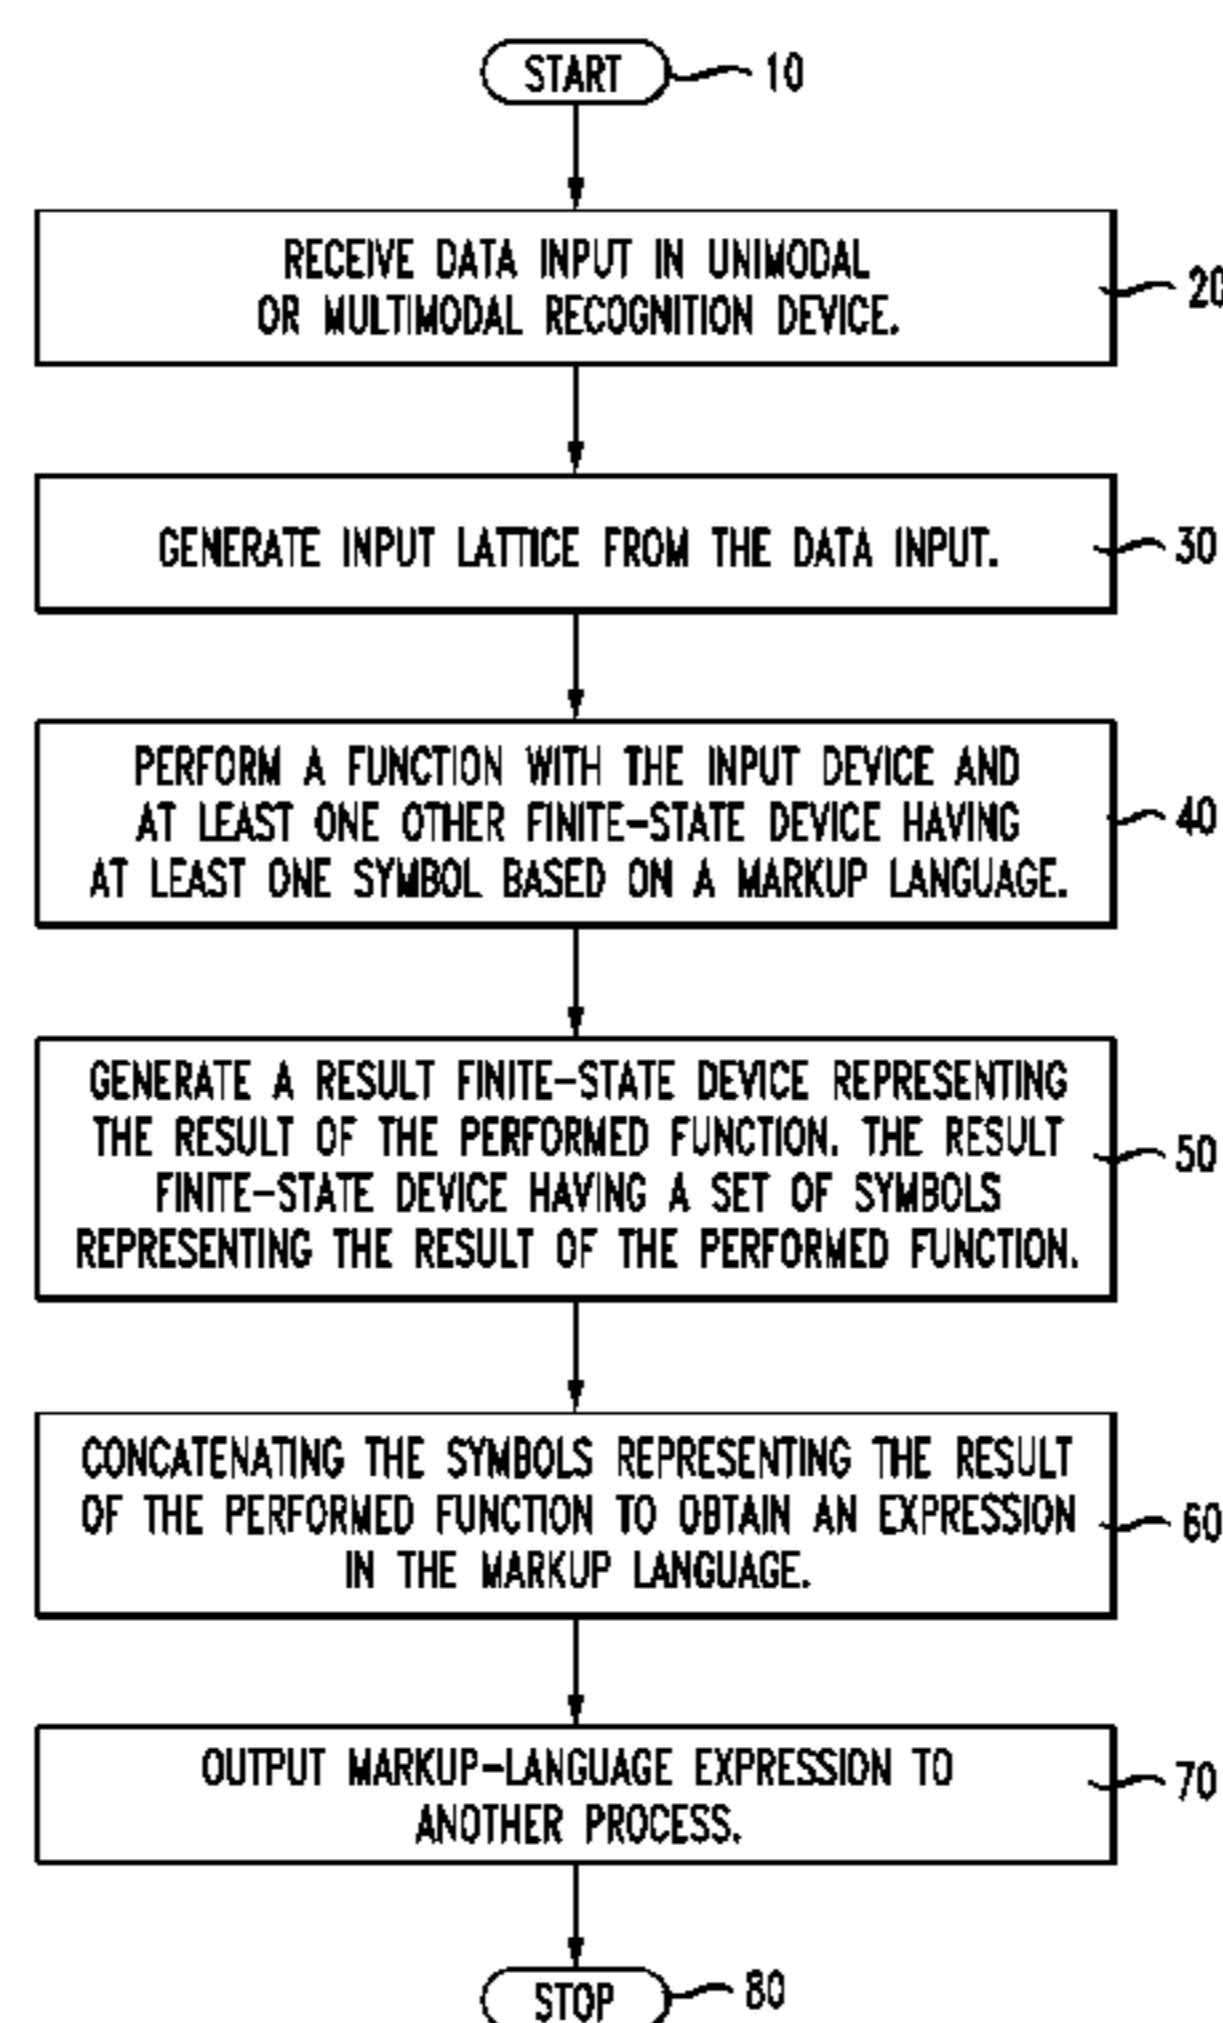 START
10
RECEIVE DATA INPUT IN UNIMODAL
OR MULTIMODAL RECOGNITION DEVICE.
20
GENERATE INPUT LATTICE FROM THE DATA INPUT.
30
PERFORM A FUNCTION WITH THE INPUT DEVICE AND
AT LEAST ONE OTHER FINITE-STATE DEVICE HAVING
AT LEAST ONE SYMBOL BASED ON A MARKUP LANGUAGE.
40
GENERATE A RESULT FINITE-STATE DEVICE REPRESENTING
THE RESULT OF THE PERFORMED FUNCTION. THE RESULT
FINITE-STATE DEVICE HAVING A SET OF SYMBOLS
REPRESENTING THE RESULT OF THE PERFORMED FUNCTION.
50
CONCATENATING THE SYMBOLS REPRESENTING THE RESULT
OF THE PERFORMED FUNCTION TO OBTAIN AN EXPRESSION
IN THE MARKUP LANGUAGE.
60
OUTPUT MARKUP-LANGUAGE EXPRESSION TO
ANOTHER PROCESS.
70
STOP
80